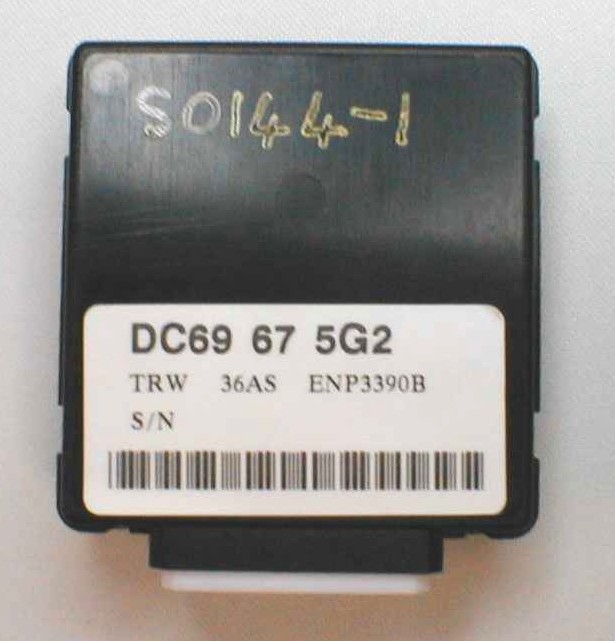 S0144-1
DC69 67 5G2
TRW 36AS ENP3390B
S/N